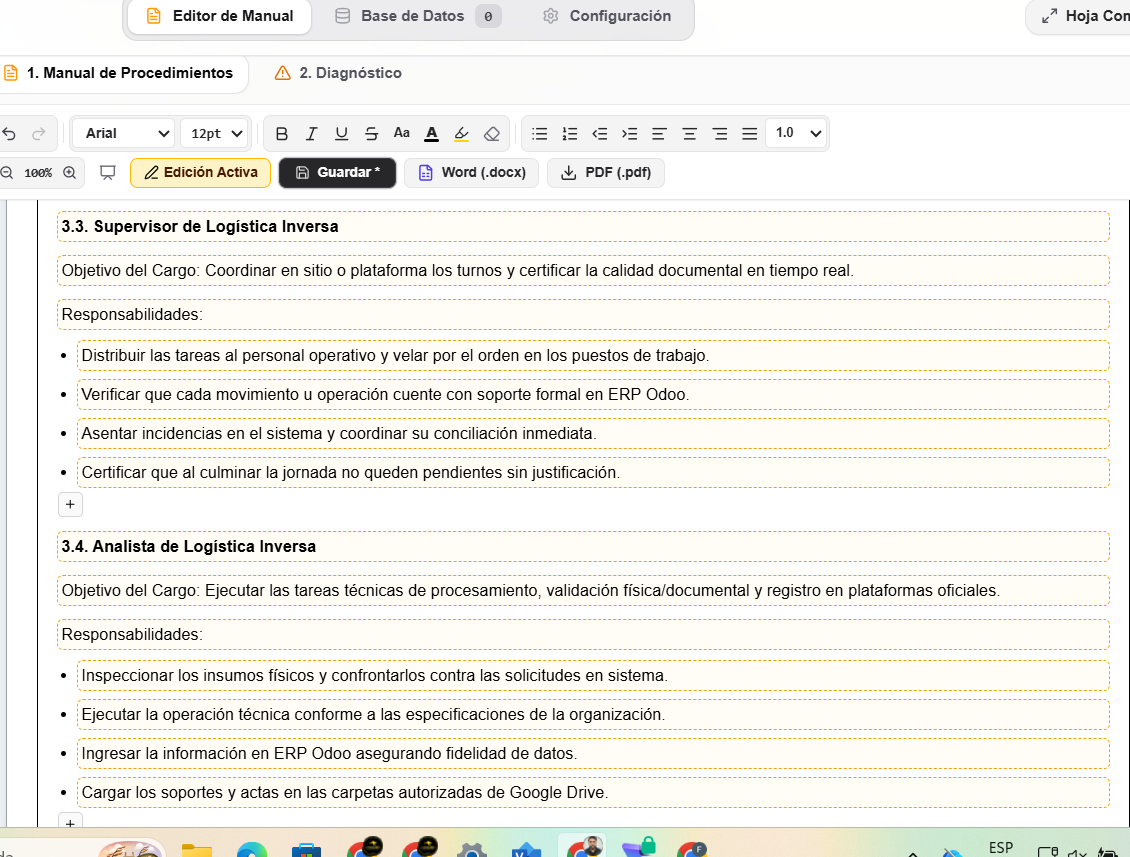 Editor de Manual
Base de Datos 0
Configuración
1. Manual de Procedimientos
2. Diagnóstico
Arial
12pt
B I U S Aa A
1.0
100%
Edición Activa
Guardar *
Word (.docx)
PDF (.pdf)
3.3. Supervisor de Logística Inversa
Objetivo del Cargo: Coordinar en sitio o plataforma los turnos y certificar la calidad documental en tiempo real.
Responsabilidades:
• Distribuir las tareas al personal operativo y velar por el orden en los puestos de trabajo.
• Verificar que cada movimiento u operación cuente con soporte formal en ERP Odoo.
• Asentar incidencias en el sistema y coordinar su conciliación inmediata.
• Certificar que al culminar la jornada no queden pendientes sin justificación.
+
3.4. Analista de Logística Inversa
Objetivo del Cargo: Ejecutar las tareas técnicas de procesamiento, validación física/documental y registro en plataformas oficiales.
Responsabilidades:
• Inspeccionar los insumos físicos y confrontarlos contra las solicitudes en sistema.
• Ejecutar la operación técnica conforme a las especificaciones de la organización.
• Ingresar la información en ERP Odoo asegurando fidelidad de datos.
• Cargar los soportes y actas en las carpetas autorizadas de Google Drive.
+
ESP